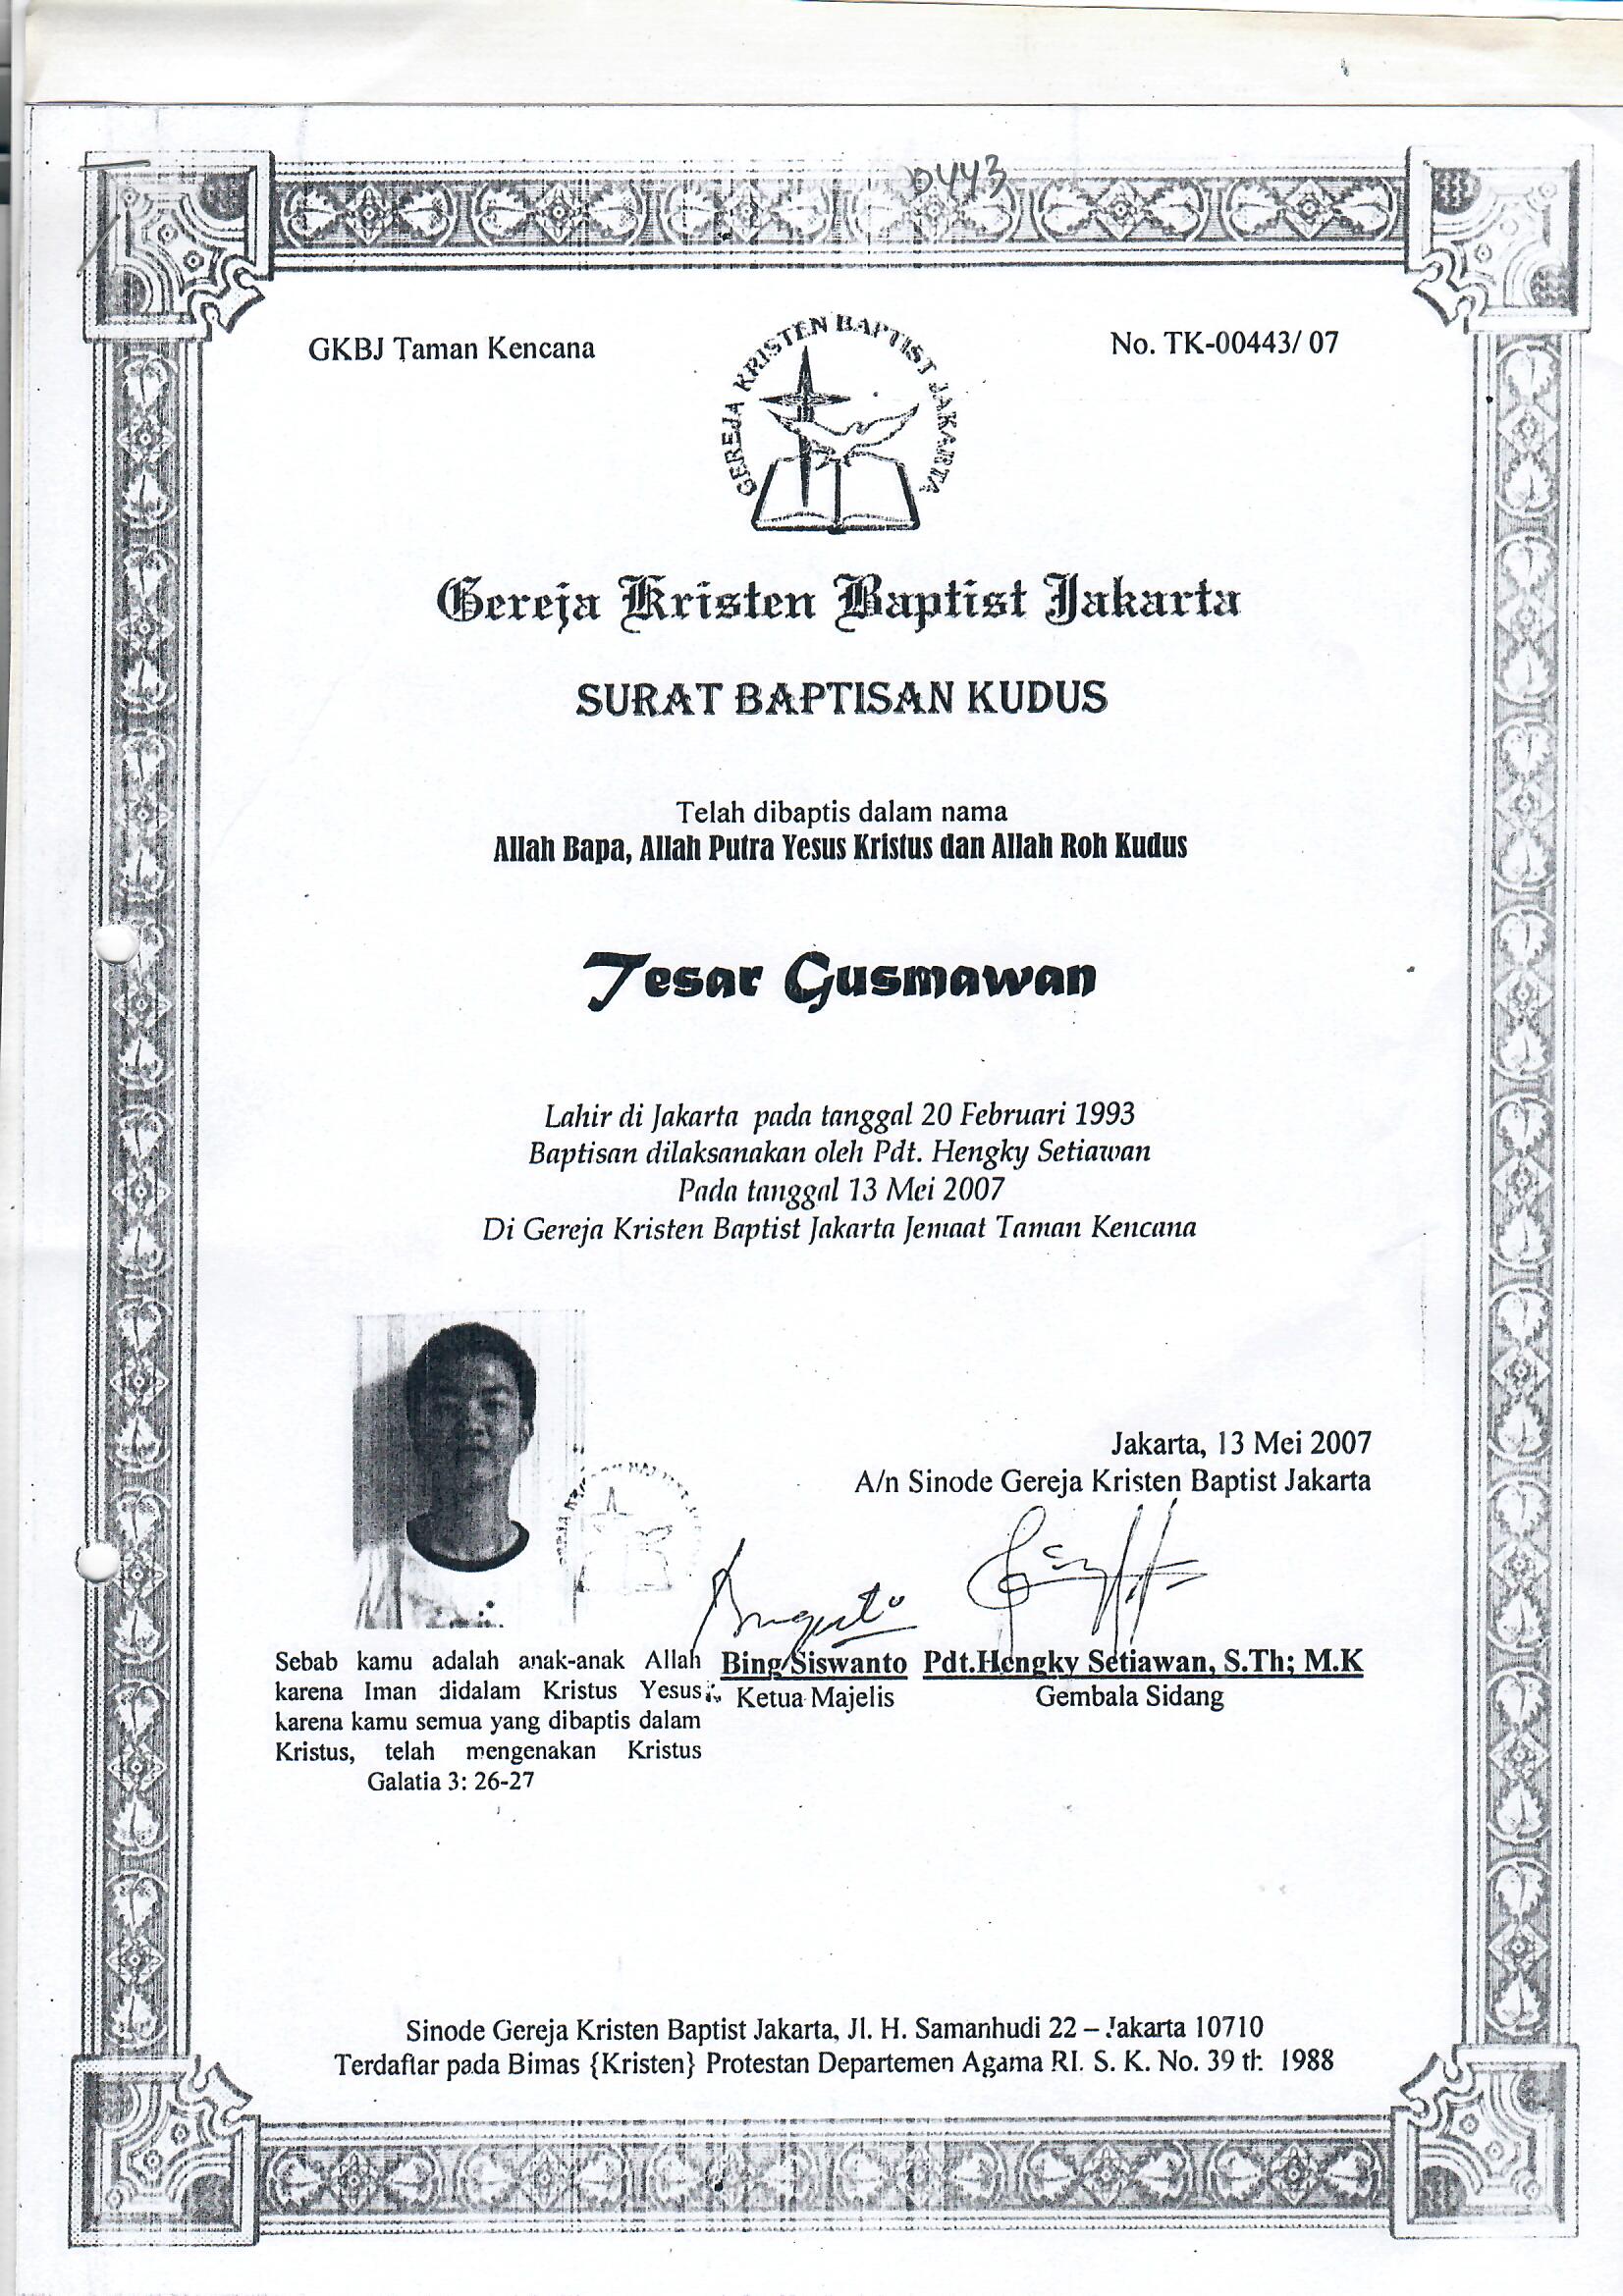 00443
GKBJ Taman Kencana
No. TK-00443/ 07
GEREJA KRISTEN BAPTIST JAKARTA
Gereja Kristen Baptist Jakarta
SURAT BAPTISAN KUDUS
Telah dibaptis dalam nama
Allah Bapa, Allah Putra Yesus Kristus dan Allah Roh Kudus
Tesar Gusmawan
Lahir di Jakarta pada tanggal 20 Februari 1993
Baptisan dilaksanakan oleh Pdt. Hengky Setiawan
Pada tanggal 13 Mei 2007
Di Gereja Kristen Baptist Jakarta Jemaat Taman Kencana
Jakarta, 13 Mei 2007
A/n Sinode Gereja Kristen Baptist Jakarta
Bing Siswanto
Ketua Majelis
Pdt.Hengky Setiawan, S.Th; M.K
Gembala Sidang
Sebab kamu adalah anak-anak Allah
karena Iman didalam Kristus Yesus;
karena kamu semua yang dibaptis dalam
Kristus, telah mengenakan Kristus
Galatia 3: 26-27
Sinode Gereja Kristen Baptist Jakarta, Jl. H. Samanhudi 22 – Jakarta 10710
Terdaftar pada Bimas {Kristen} Protestan Departemen Agama RI. S. K. No. 39 th 1988